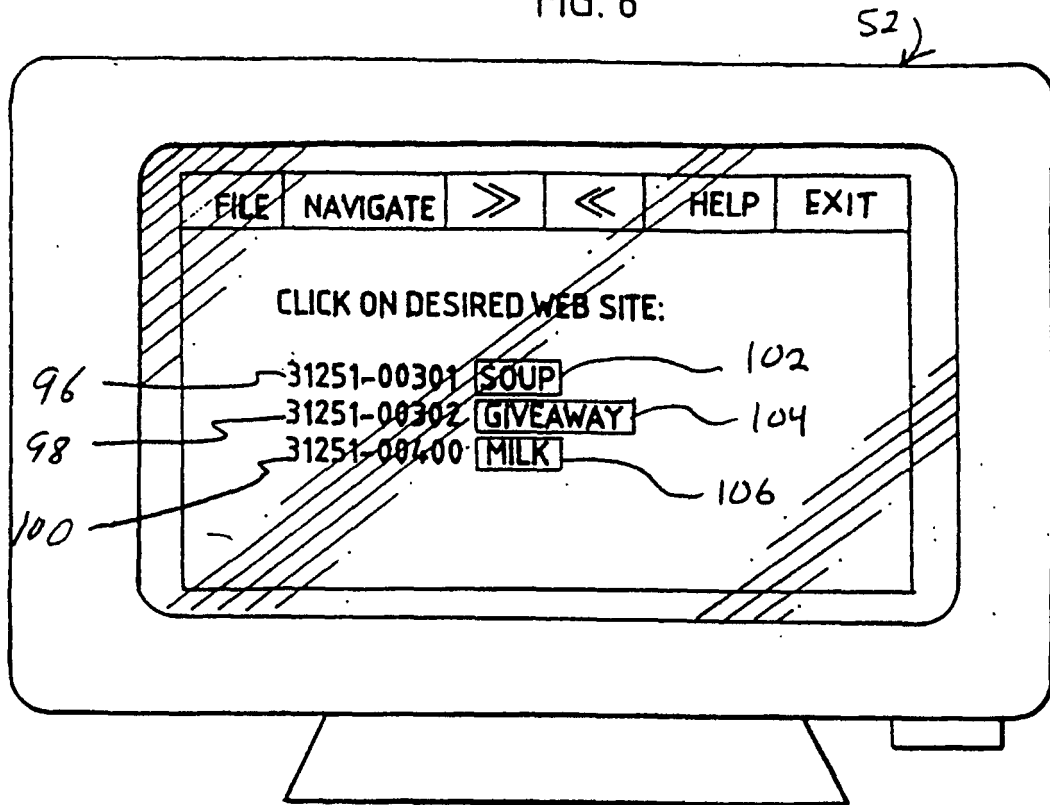 FIG. 6
52
FILE NAVIGATE >> << HELP EXIT
CLICK ON DESIRED WEB SITE:
96 31251-00301 SOUP 102
98 31251-00302 GIVEAWAY 104
100 31251-00400 MILK 106